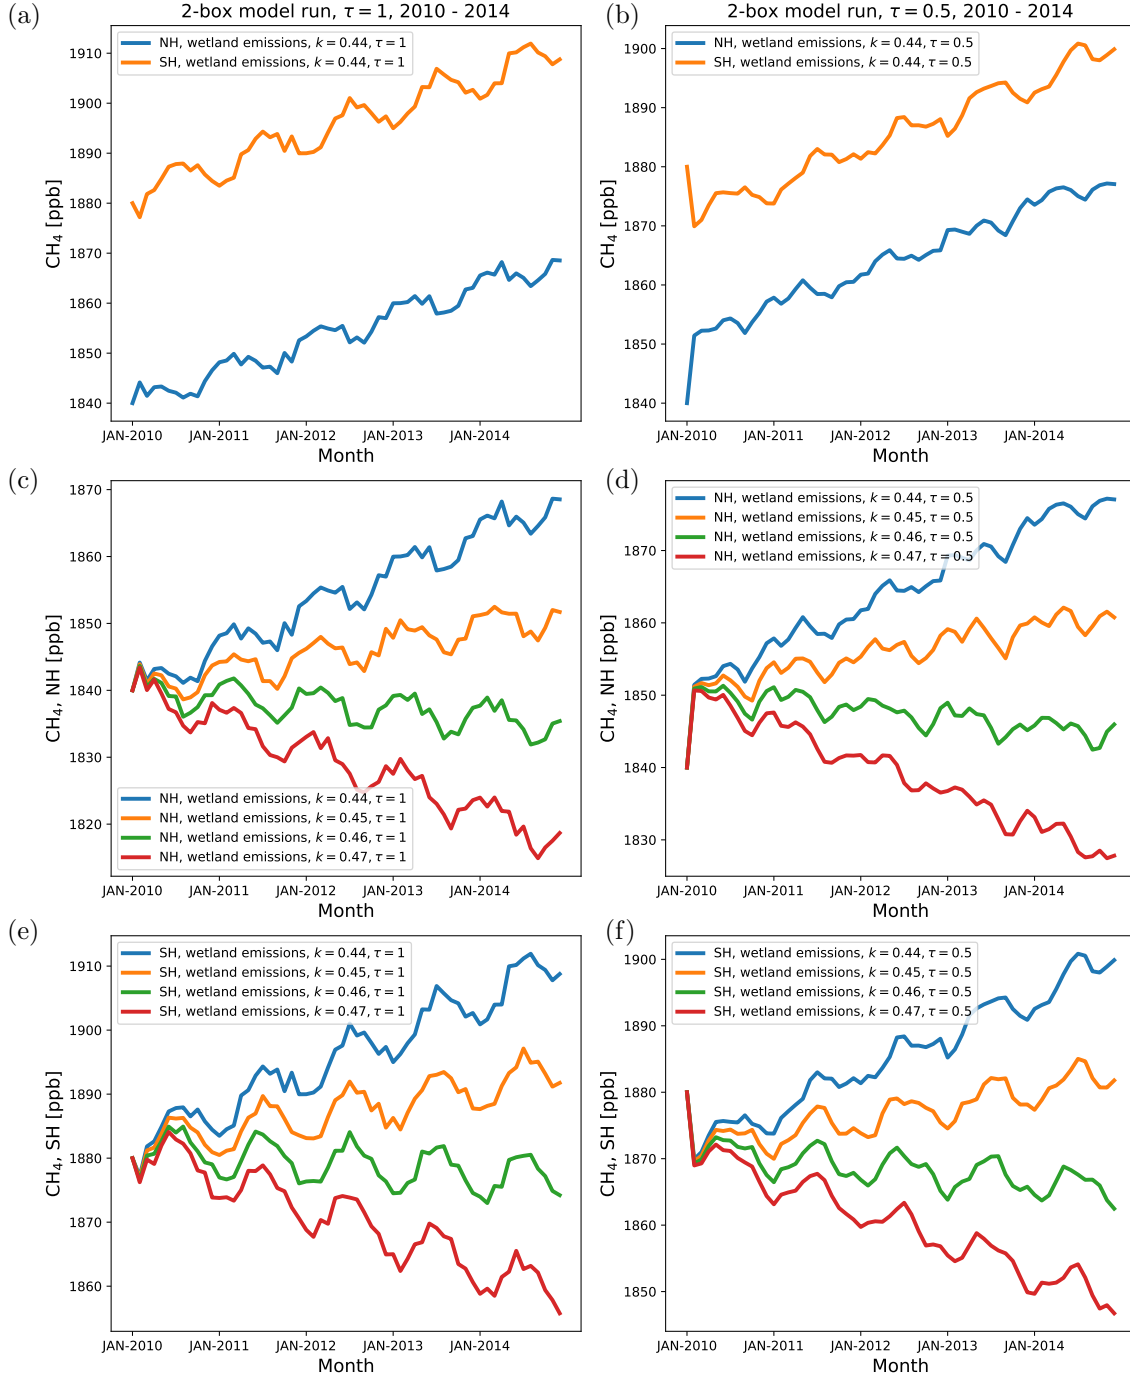 (a)
2-box model run, τ = 1, 2010 - 2014
NH, wetland emissions, k = 0.44, τ = 1
SH, wetland emissions, k = 0.44, τ = 1
CH₄ [ppb]
1910
1900
1890
1880
1870
1860
1850
1840
JAN-2010 JAN-2011 JAN-2012 JAN-2013 JAN-2014
Month
(b)
2-box model run, τ = 0.5, 2010 - 2014
NH, wetland emissions, k = 0.44, τ = 0.5
SH, wetland emissions, k = 0.44, τ = 0.5
CH₄ [ppb]
1900
1890
1880
1870
1860
1850
1840
JAN-2010 JAN-2011 JAN-2012 JAN-2013 JAN-2014
Month
(c)
CH₄, NH [ppb]
1870
1860
1850
1840
1830
1820
NH, wetland emissions, k = 0.44, τ = 1
NH, wetland emissions, k = 0.45, τ = 1
NH, wetland emissions, k = 0.46, τ = 1
NH, wetland emissions, k = 0.47, τ = 1
JAN-2010 JAN-2011 JAN-2012 JAN-2013 JAN-2014
Month
(d)
NH, wetland emissions, k = 0.44, τ = 0.5
NH, wetland emissions, k = 0.45, τ = 0.5
NH, wetland emissions, k = 0.46, τ = 0.5
NH, wetland emissions, k = 0.47, τ = 0.5
CH₄, NH [ppb]
1870
1860
1850
1840
1830
JAN-2010 JAN-2011 JAN-2012 JAN-2013 JAN-2014
Month
(e)
SH, wetland emissions, k = 0.44, τ = 1
SH, wetland emissions, k = 0.45, τ = 1
SH, wetland emissions, k = 0.46, τ = 1
SH, wetland emissions, k = 0.47, τ = 1
CH₄, SH [ppb]
1910
1900
1890
1880
1870
1860
JAN-2010 JAN-2011 JAN-2012 JAN-2013 JAN-2014
Month
(f)
SH, wetland emissions, k = 0.44, τ = 0.5
SH, wetland emissions, k = 0.45, τ = 0.5
SH, wetland emissions, k = 0.46, τ = 0.5
SH, wetland emissions, k = 0.47, τ = 0.5
CH₄, SH [ppb]
1900
1890
1880
1870
1860
1850
JAN-2010 JAN-2011 JAN-2012 JAN-2013 JAN-2014
Month